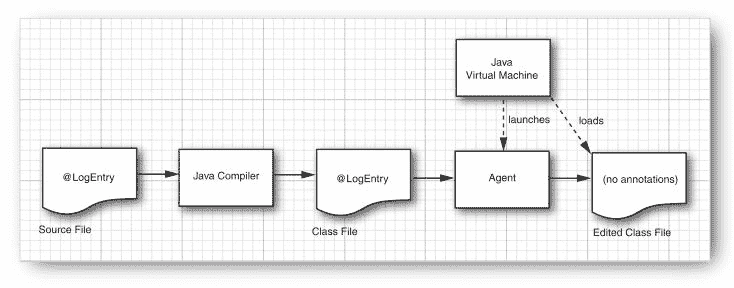 Java
Virtual Machine
launches
loads
@LogEntry
Java Compiler
@LogEntry
Agent
(no annotations)
Source File
Class File
Edited Class File